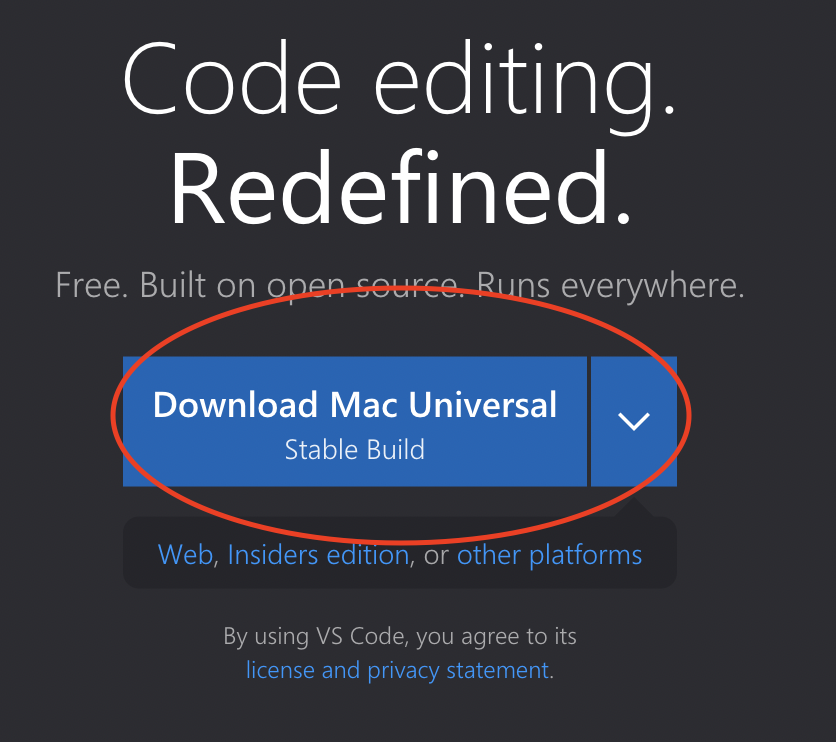 Code editing.
Redefined.
Free. Built on open source. Runs everywhere.
Download Mac Universal
Stable Build
Web, Insiders edition, or other platforms
By using VS Code, you agree to its
license and privacy statement.